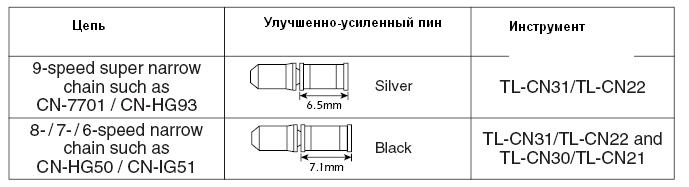 Цепь
Улучшенно-усиленный пин
Инструмент
9-speed super narrow
chain such as
CN-7701 / CN-HG93
6.5mm
Silver
TL-CN31/TL-CN22
8-/7-/6-speed narrow
chain such as
CN-HG50 / CN-IG51
7.1mm
Black
TL-CN31/TL-CN22 and
TL-CN30/TL-CN21